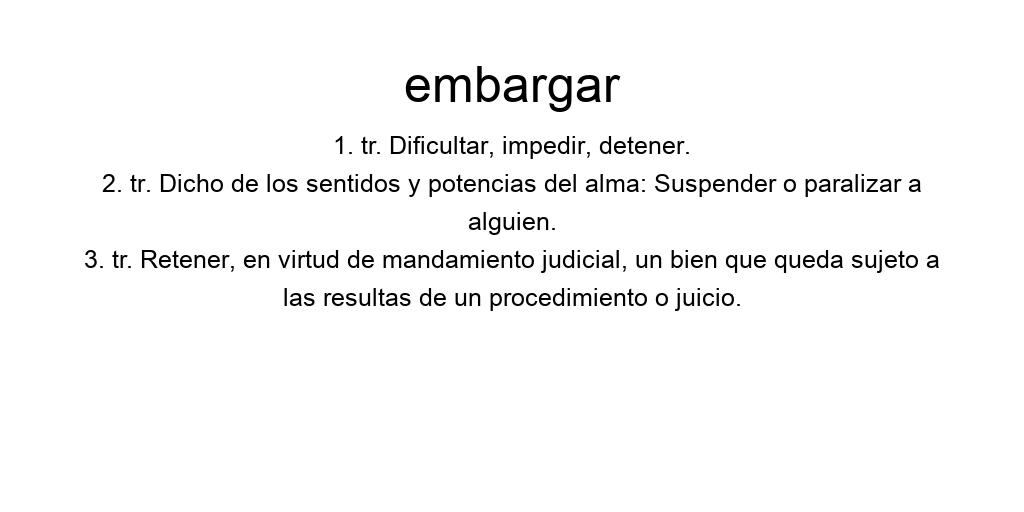 embargar
1. tr. Dificultar, impedir, detener.
2. tr. Dicho de los sentidos y potencias del alma: Suspender o paralizar a
alguien.
3. tr. Retener, en virtud de mandamiento judicial, un bien que queda sujeto a
las resultas de un procedimiento o juicio.